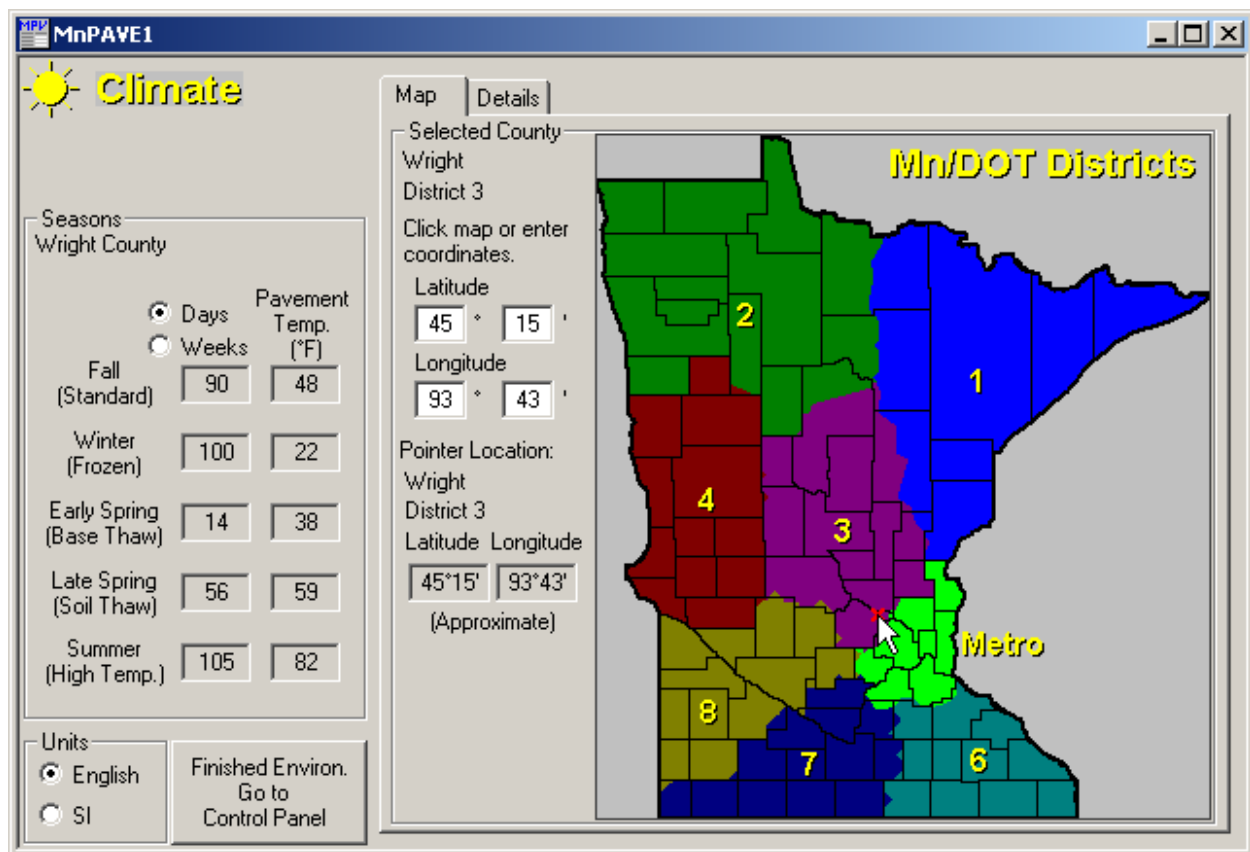 MPV MnPAVE1
Climate
Seasons
Wright County
Days
Weeks
Pavement
Temp.
(°F)
Fall
(Standard)
90 48
Winter
(Frozen)
100 22
Early Spring
(Base Thaw)
14 38
Late Spring
(Soil Thaw)
56 59
Summer
(High Temp.)
105 82
Units
English
SI
Finished Environ.
Go to
Control Panel
Map Details
Selected County
Wright
District 3
Click map or enter
coordinates.
Latitude
45 ° 15 '
Longitude
93 ° 43 '
Pointer Location:
Wright
District 3
Latitude Longitude
45°15' 93°43'
(Approximate)
Mn/DOT Districts
2
1
4
3
Metro
8
7
6